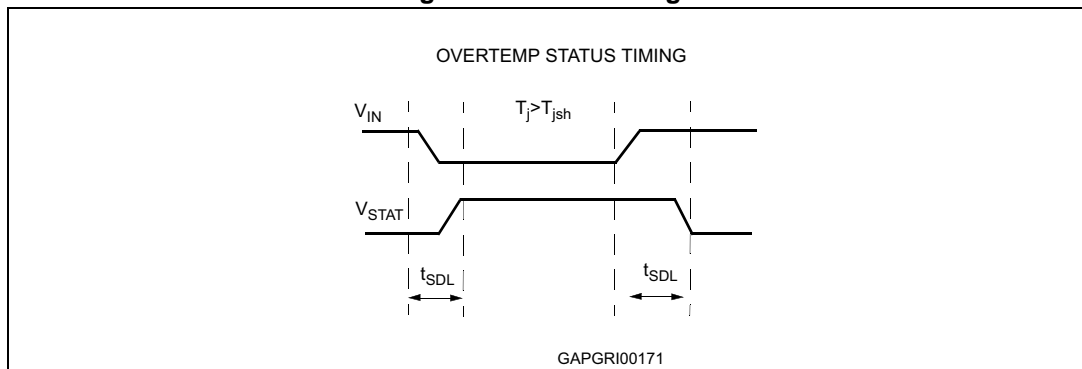 OVERTEMP STATUS TIMING
V_IN
T_j>T_jsh
V_STAT
t_SDL
t_SDL
GAPGRI00171